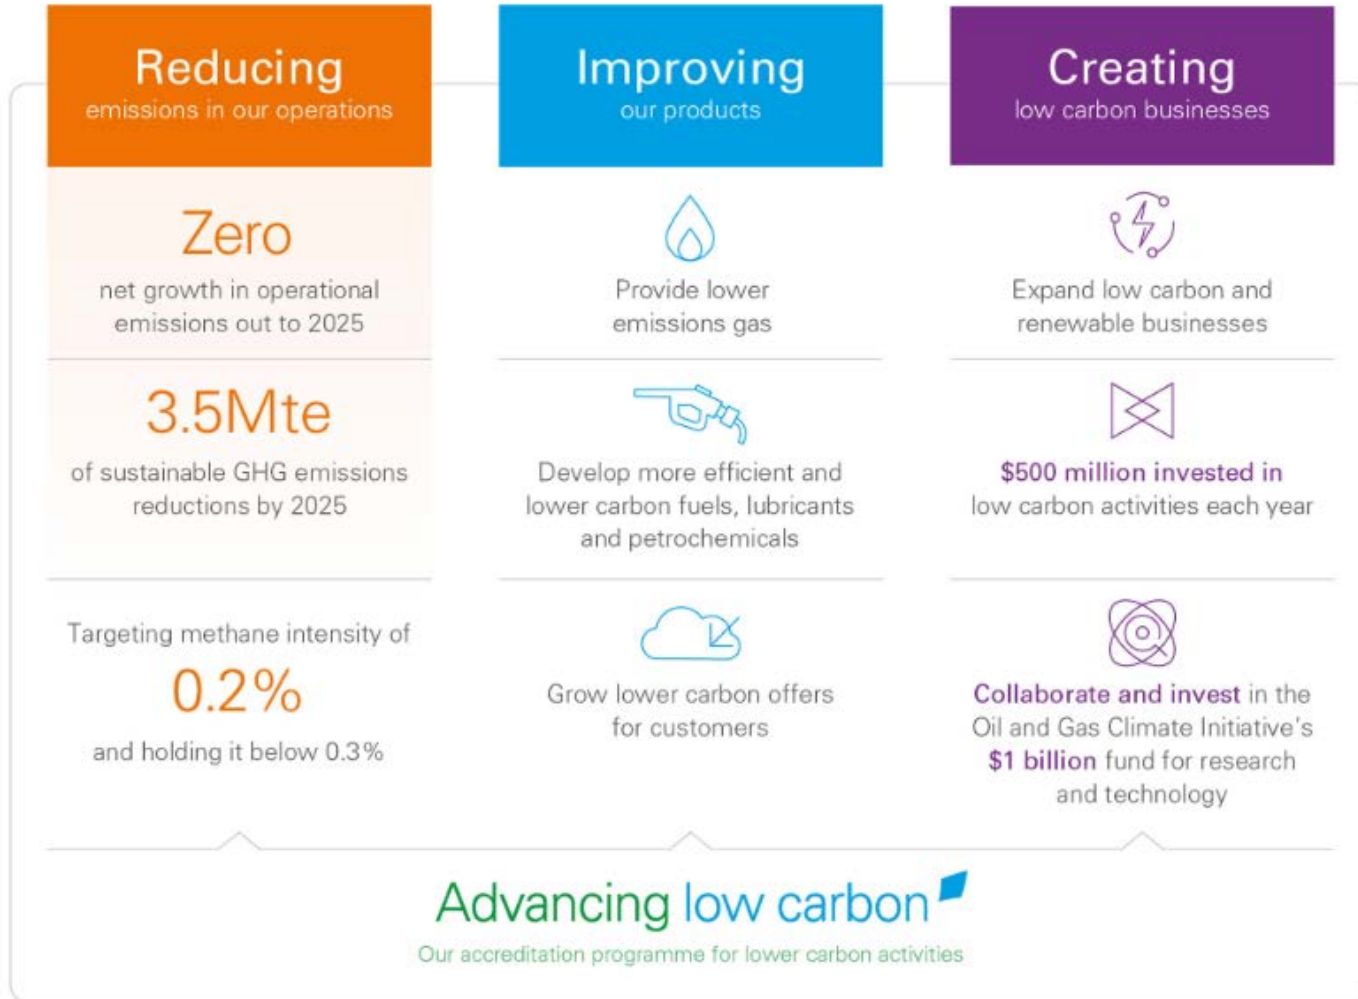 Reducing
emissions in our operations
Zero
net growth in operational
emissions out to 2025
3.5Mte
of sustainable GHG emissions
reductions by 2025
Targeting methane intensity of
0.2%
and holding it below 0.3%
Improving
our products
Provide lower
emissions gas
Develop more efficient and
lower carbon fuels, lubricants
and petrochemicals
Grow lower carbon offers
for customers
Creating
low carbon businesses
Expand low carbon and
renewable businesses
$500 million invested in
low carbon activities each year
Collaborate and invest in the
Oil and Gas Climate Initiative's
$1 billion fund for research
and technology
Advancing low carbon
Our accreditation programme for lower carbon activities